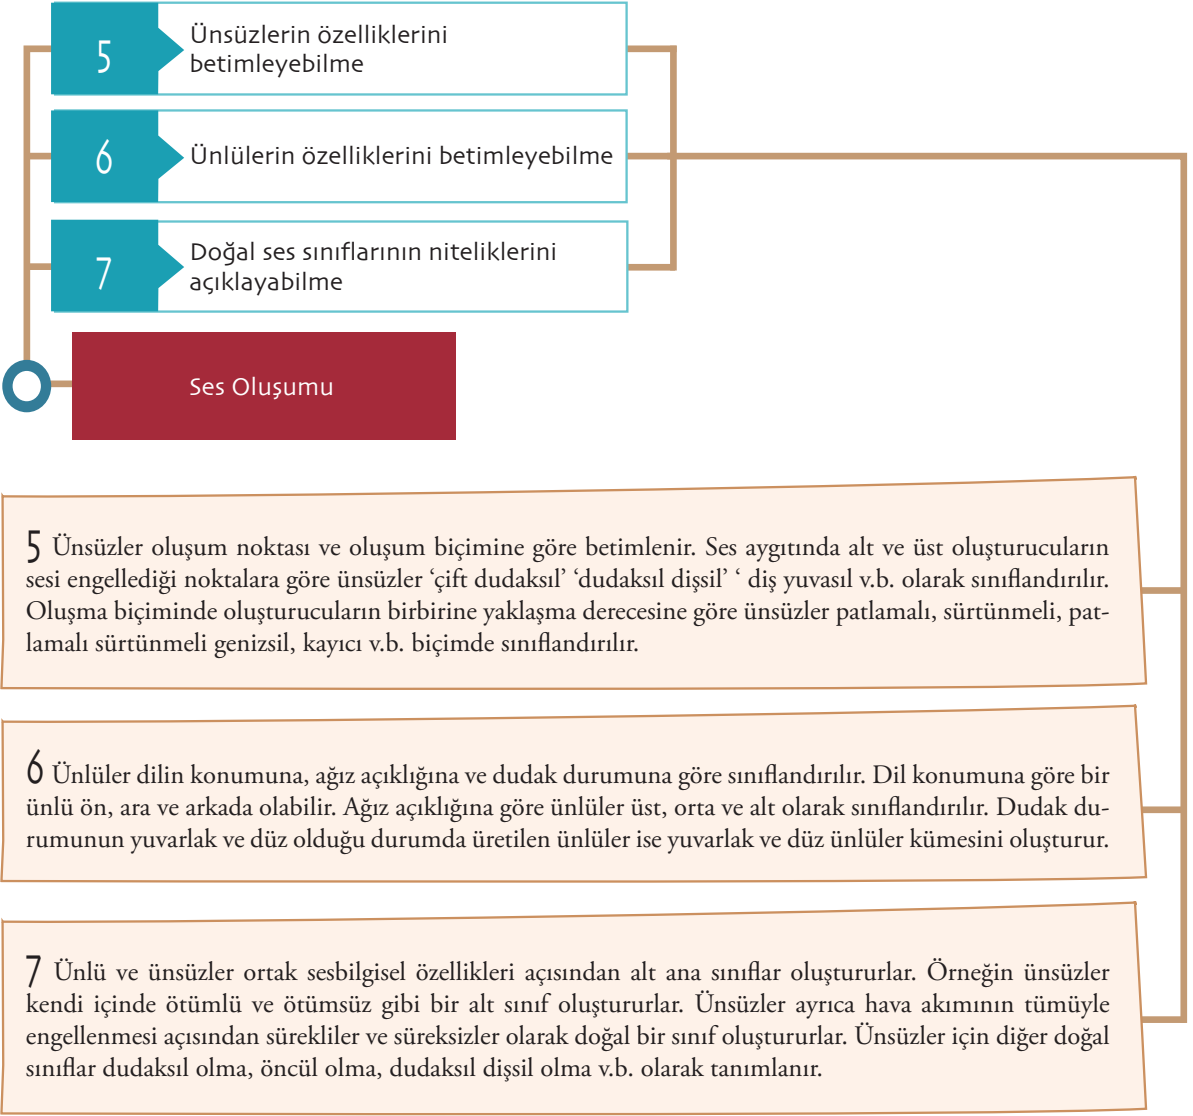 5
Ünsüzlerin özelliklerini
betimleyebilme
6
Ünlülerin özelliklerini betimleyebilme
7
Doğal ses sınıflarının niteliklerini
açıklayabilme
Ses Oluşumu
5 Ünsüzler oluşum noktası ve oluşum biçimine göre betimlenir. Ses aygıtında alt ve üst oluşturucuların
sesi engellediği noktalara göre ünsüzler ‘çift dudaksıl’ ‘dudaksıl dişsil’ ‘ diş yuvasıl v.b. olarak sınıflandırılır.
Oluşma biçiminde oluşturucuların birbirine yaklaşma derecesine göre ünsüzler patlamalı, sürtünmeli, pat-
lamalı sürtünmeli genizsil, kayıcı v.b. biçimde sınıflandırılır.
6 Ünlüler dilin konumuna, ağız açıklığına ve dudak durumuna göre sınıflandırılır. Dil konumuna göre bir
ünlü ön, ara ve arkada olabilir. Ağız açıklığına göre ünlüler üst, orta ve alt olarak sınıflandırılır. Dudak du-
rumunun yuvarlak ve düz olduğu durumda üretilen ünlüler ise yuvarlak ve düz ünlüler kümesini oluşturur.
7 Ünlü ve ünsüzler ortak sesbilgisel özellikleri açısından alt ana sınıflar oluştururlar. Örneğin ünsüzler
kendi içinde ötümlü ve ötümsüz gibi bir alt sınıf oluştururlar. Ünsüzler ayrıca hava akımının tümüyle
engellenmesi açısından sürekliler ve süreksizler olarak doğal bir sınıf oluştururlar. Ünsüzler için diğer doğal
sınıflar dudaksıl olma, öncül olma, dudaksıl dişsil olma v.b. olarak tanımlanır.